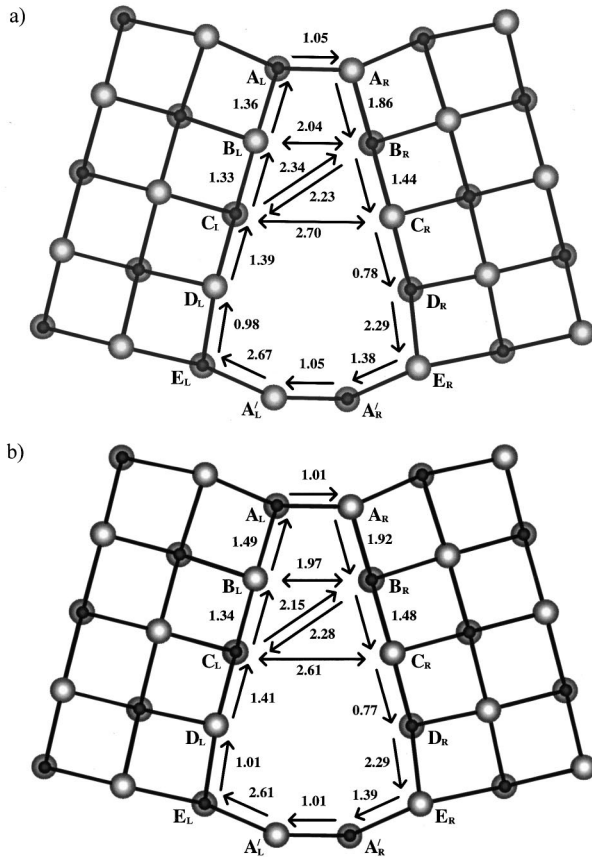 a)
1.05
A_L A_R
1.36 1.86
2.04
B_L B_R
2.34
1.33 1.44
2.23
C_L C_R
2.70
1.39 0.78
D_L D_R
0.98 2.29
2.67 1.05 1.38
E_L E_R
A'_L A'_R
b)
1.01
A_L A_R
1.49 1.92
1.97
B_L B_R
2.15
1.34 1.48
2.28
C_L C_R
2.61
1.41 0.77
D_L D_R
1.01 2.29
2.61 1.01 1.39
E_L E_R
A'_L A'_R